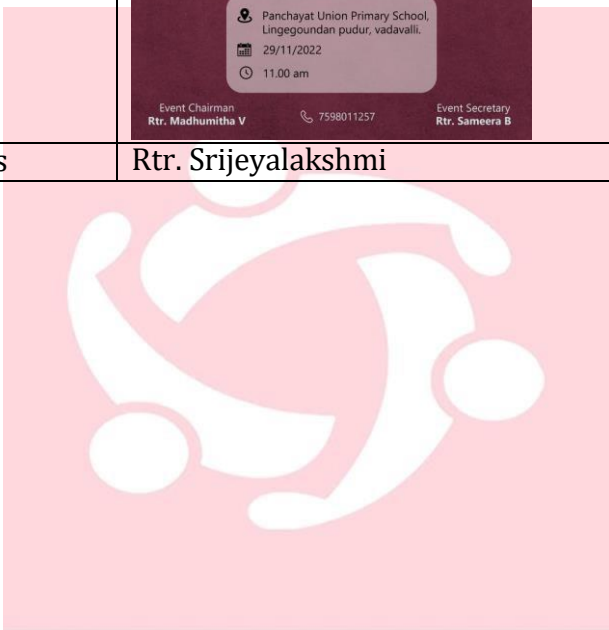 Panchayat Union Primary School,
Lingegoundan pudur, vadavalli.
29/11/2022
11.00 am
Event Chairman
Rtr. Madhumitha V
7598011257
Event Secretary
Rtr. Sameera B
s
Rtr. Srijeyalakshmi